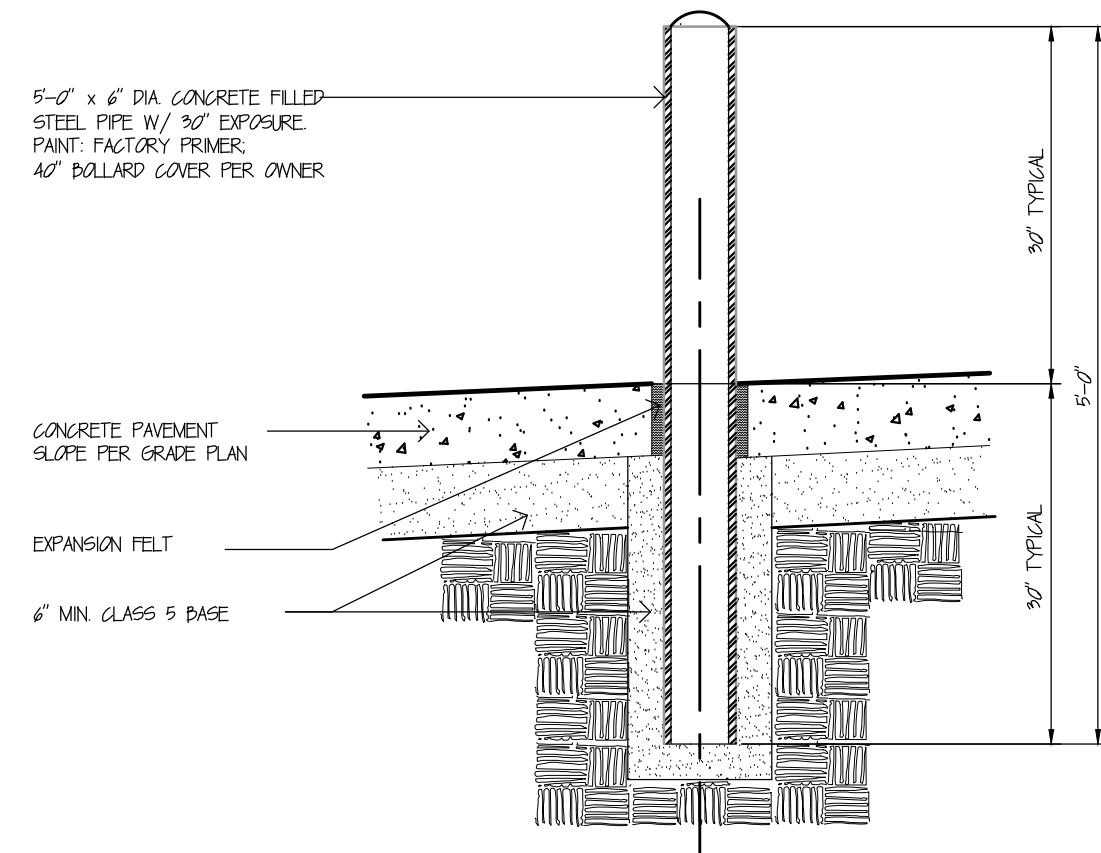 5'-0" x 6" DIA. CONCRETE FILLED
STEEL PIPE W/ 30" EXPOSURE.
PAINT: FACTORY PRIMER;
40" BOLLARD COVER PER OWNER
30" TYPICAL
5'-0"
CONCRETE PAVEMENT
SLOPE PER GRADE PLAN
EXPANSION FELT
30" TYPICAL
6" MIN. CLASS 5 BASE